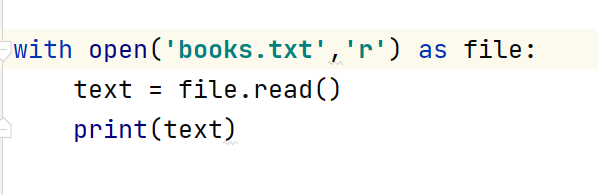 with open('books.txt','r') as file:
    text = file.read()
    print(text)